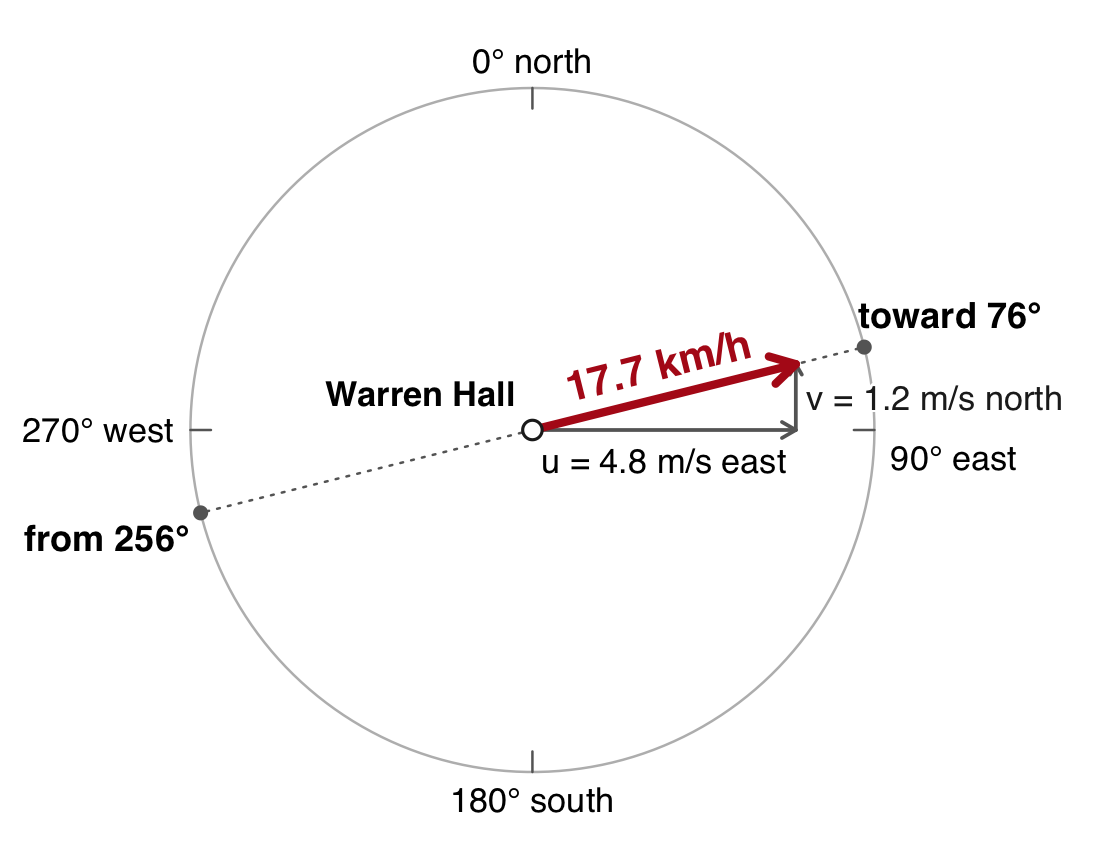 0° north
toward 76°
17.7 km/h
Warren Hall
v = 1.2 m/s north
270° west
u = 4.8 m/s east
90° east
from 256°
180° south